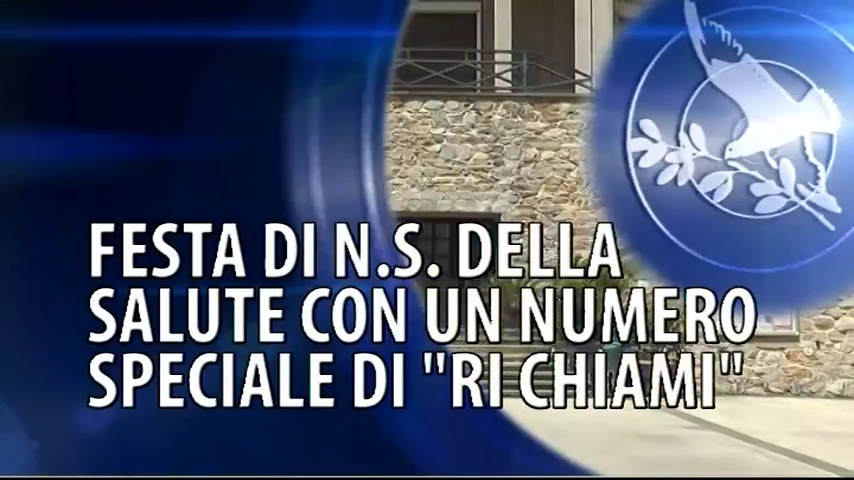 FESTA DI N.S. DELLA
SALUTE CON UN NUMERO
SPECIALE DI "RI CHIAMI"